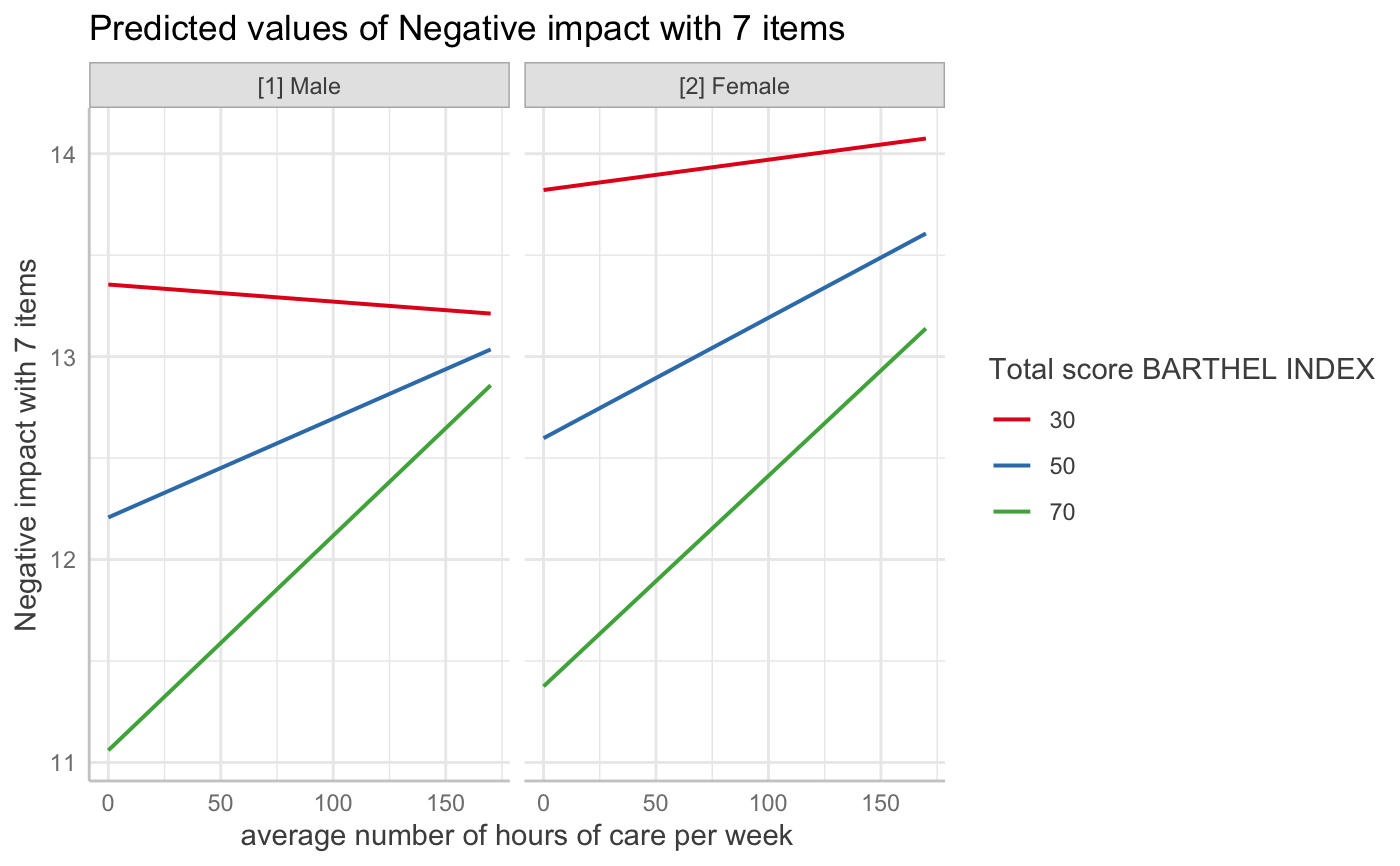 Predicted values of Negative impact with 7 items
[1] Male
[2] Female
Negative impact with 7 items
14
13
12
11
0 50 100 150
0 50 100 150
average number of hours of care per week
Total score BARTHEL INDEX
30
50
70